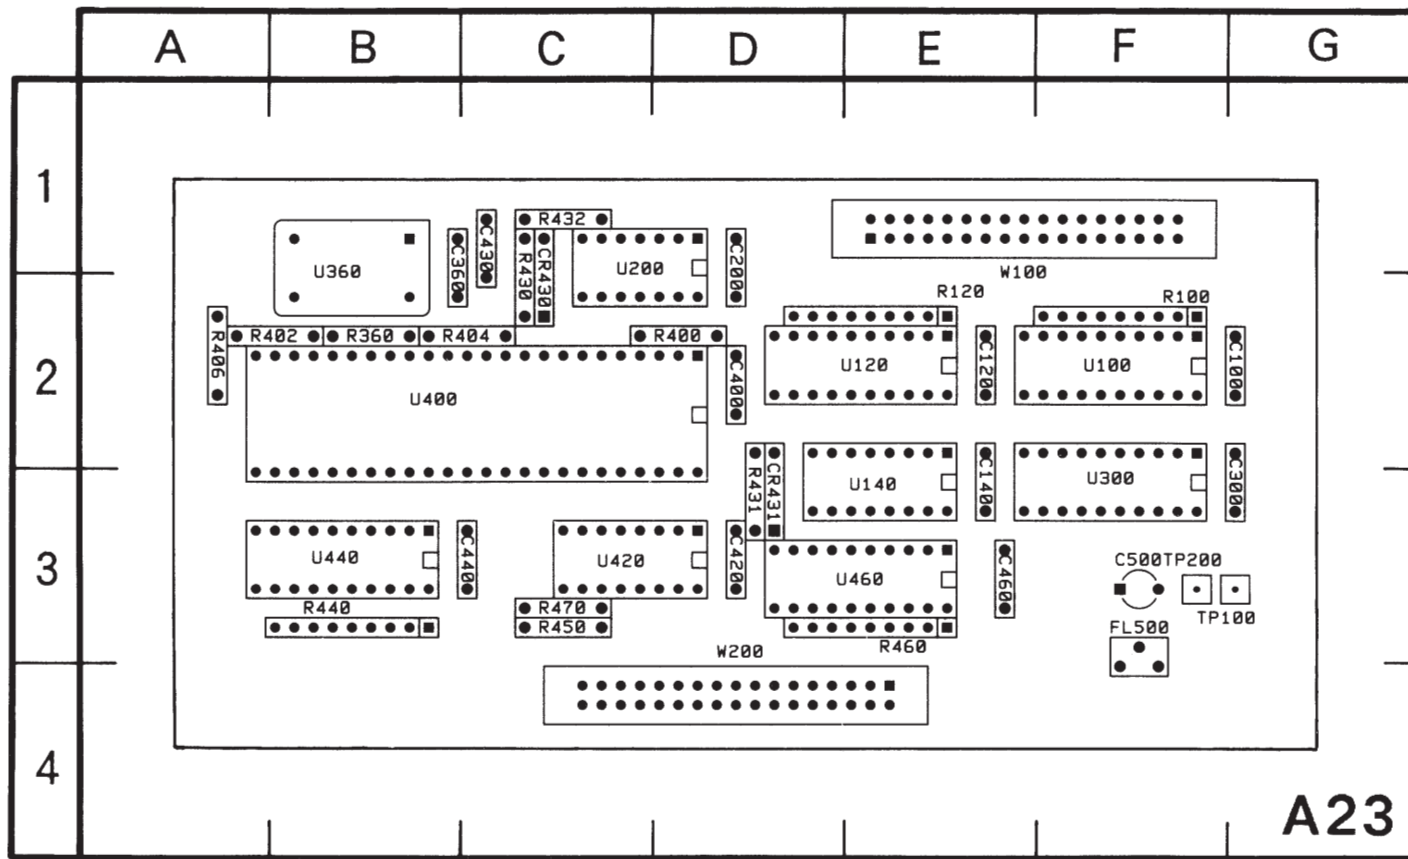 A B C D E F G
1
R432
C360 C430 R430 CR430 U200 C200
U360
W100
R120 R100
R406 R402 R360 R404 R400
2
U400 C400 U120 C120 U100 C100
R431 CR431 U140 C140 U300 C300
3
U440 C440 U420 C420 U460 C460
C500TP200
TP100
R440 R470
R450
R460
FL500
W200
4
A23